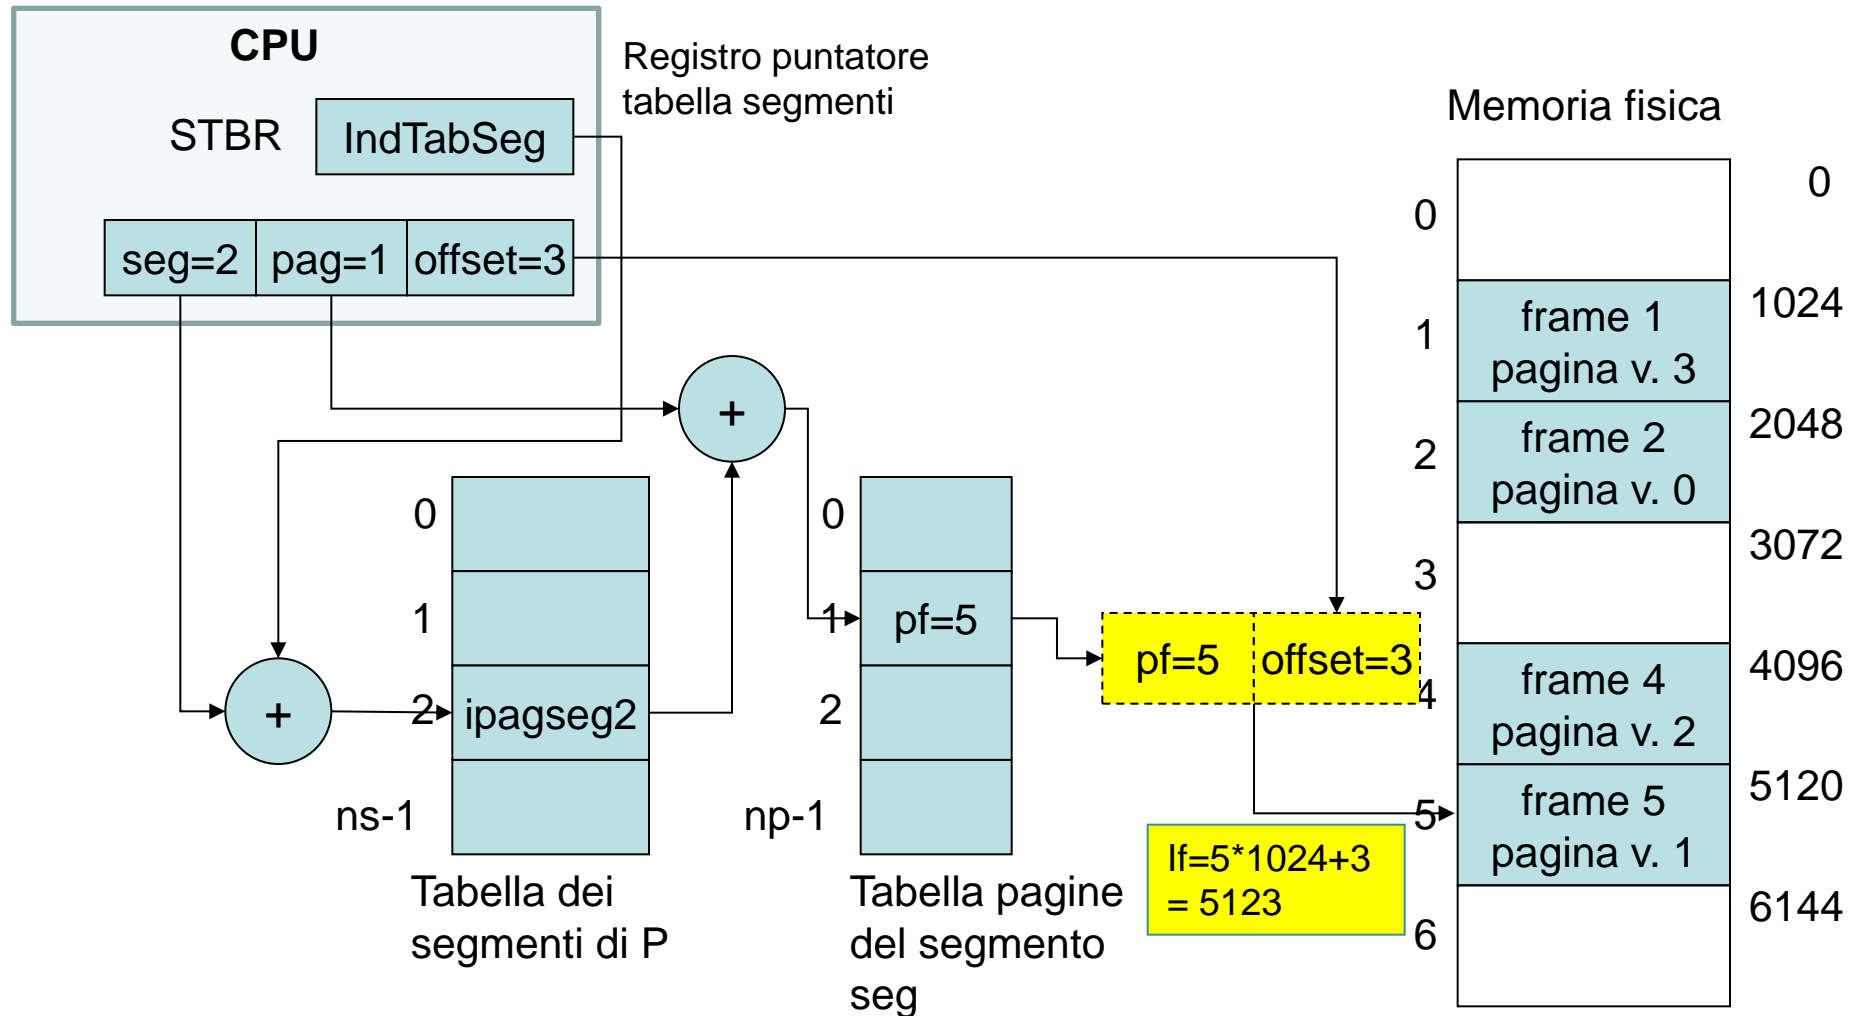 CPU
Registro puntatore
tabella segmenti
STBR
IndTabSeg
seg=2
pag=1
offset=3
+
+
0
1
2
ns-1
ipagseg2
Tabella dei
segmenti di P
0
1
2
np-1
pf=5
Tabella pagine
del segmento
seg
pf=5
offset=3
If=5*1024+3
= 5123
Memoria fisica
0
1
2
3
4
5
6
frame 1
pagina v. 3
frame 2
pagina v. 0
frame 4
pagina v. 2
frame 5
pagina v. 1
0
1024
2048
3072
4096
5120
6144